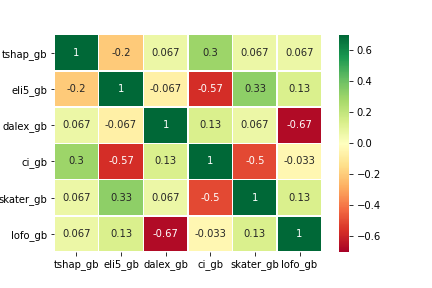 tshap_gb 1 -0.2 0.067 0.3 0.067 0.067
eli5_gb -0.2 1 -0.067 -0.57 0.33 0.13
dalex_gb 0.067 -0.067 1 0.13 0.067 -0.67
ci_gb 0.3 -0.57 0.13 1 -0.5 -0.033
skater_gb 0.067 0.33 0.067 -0.5 1 0.13
lofo_gb 0.067 0.13 -0.67 -0.033 0.13 1
tshap_gb eli5_gb dalex_gb ci_gb skater_gb lofo_gb
0.6
0.4
0.2
0.0
−0.2
−0.4
−0.6